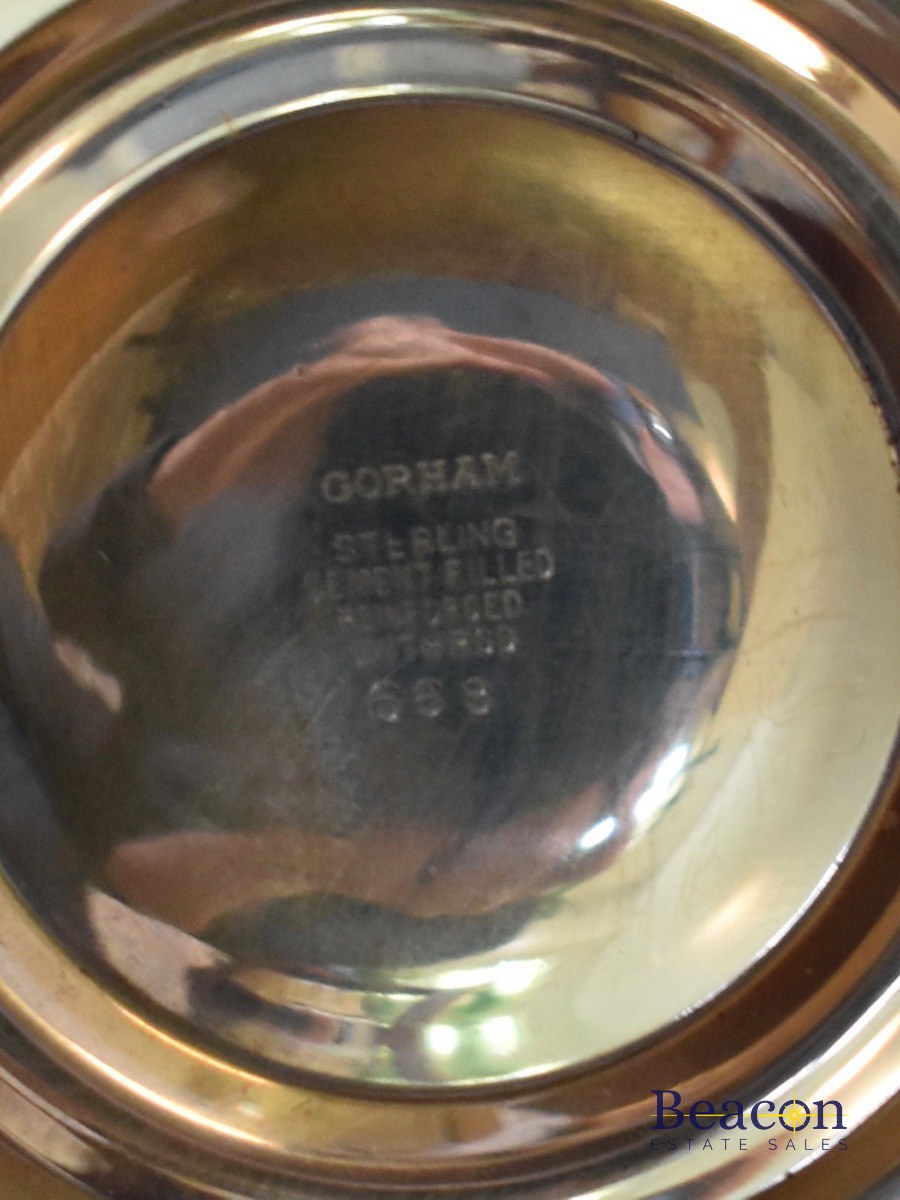 GORHAM
STERLING
CEMENT FILLED
REINFORCED
WITH ROD
668
Beacon
ESTATE SALES